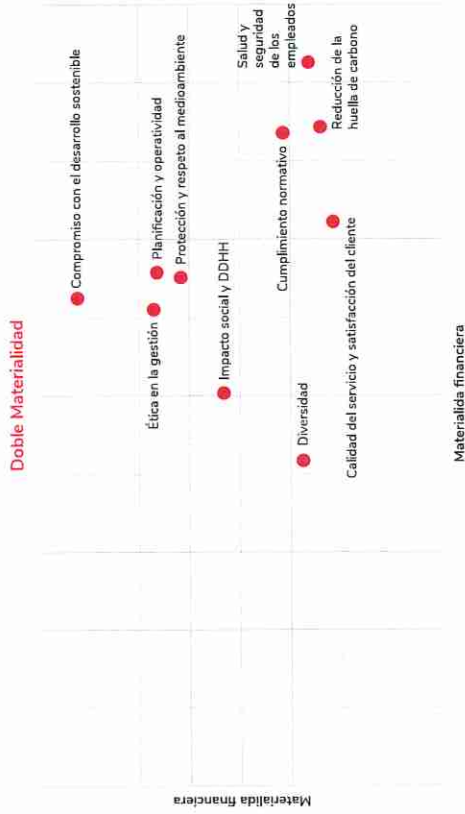 Doble Materialidad
Compromiso con el desarrollo sostenible
Ética en la gestión
Planificación y operatividad
Protección y respeto al medioambiente
Impacto social y DDHH
Salud y
seguridad
de los
empleados
Cumplimiento normativo
Reducción de la
huella de carbono
Diversidad
Calidad del servicio y satisfacción del cliente
Materialida financiera
Materialida financiera